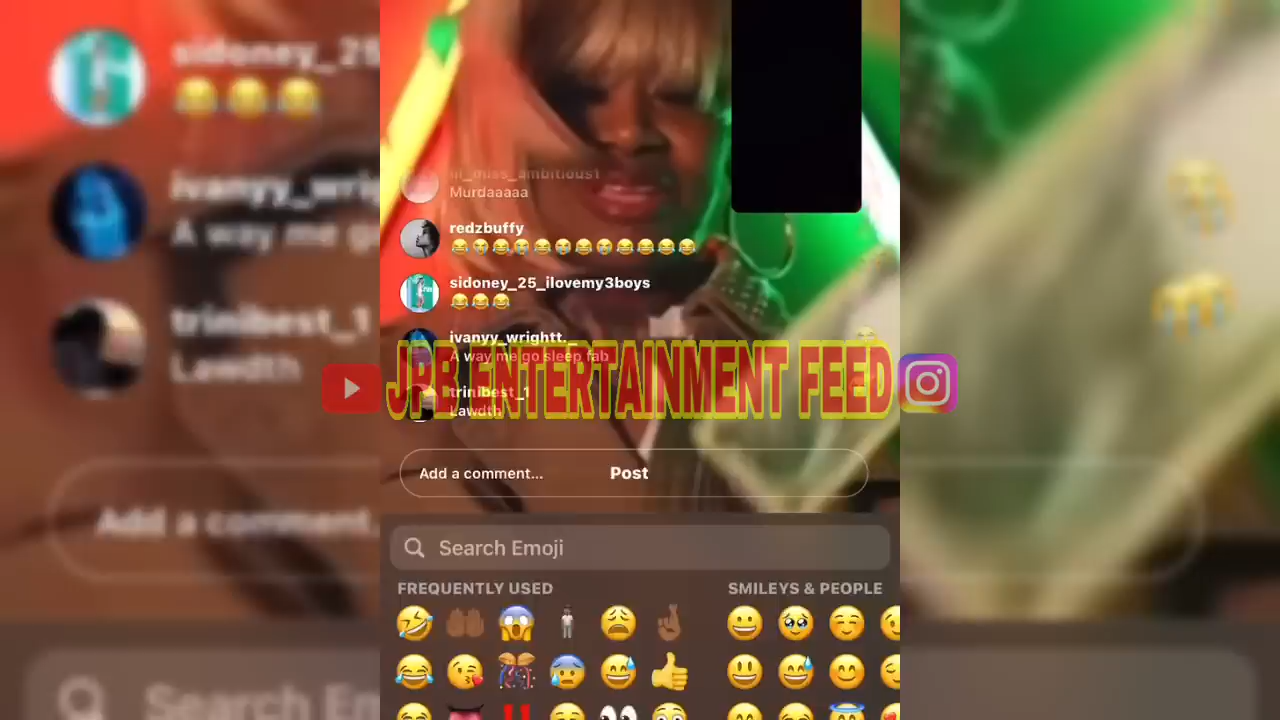 Murdaaaaa
redzbuffy
sidoney_25_ilovemy3boys
ivanyy_wrightt._
A way me go sleep fab
JPB ENTERTAINMENT FEED
trinibest_1
Lawdth
Add a comment...
Post
Search Emoji
FREQUENTLY USED
SMILEYS & PEOPLE